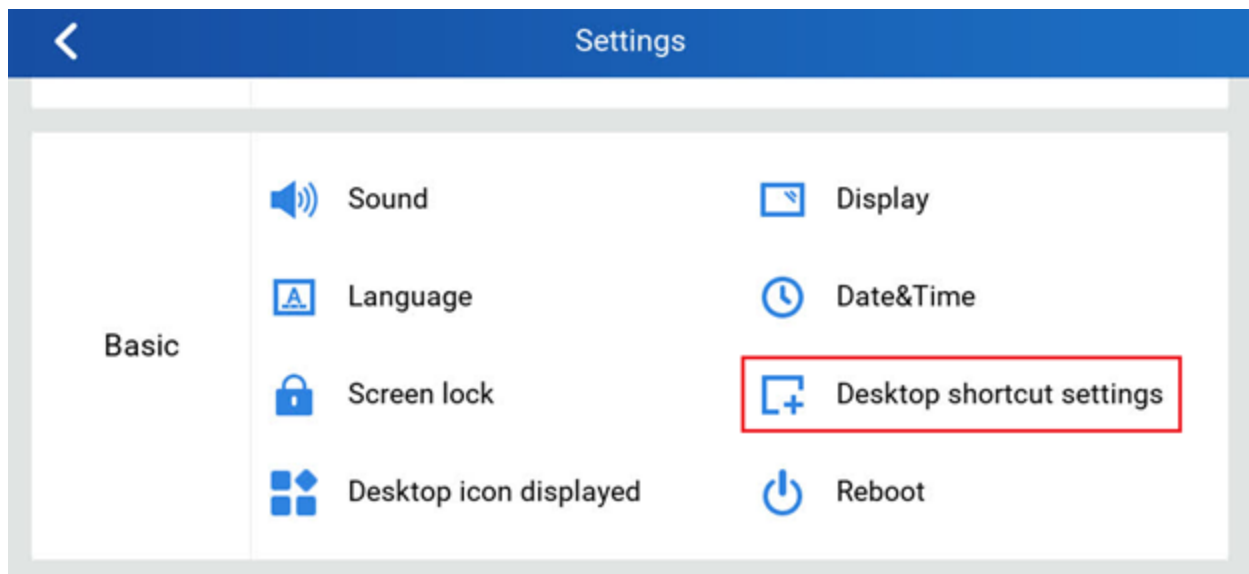 Settings
Sound
Display
Language
Date&Time
Basic
Screen lock
Desktop shortcut settings
Desktop icon displayed
Reboot